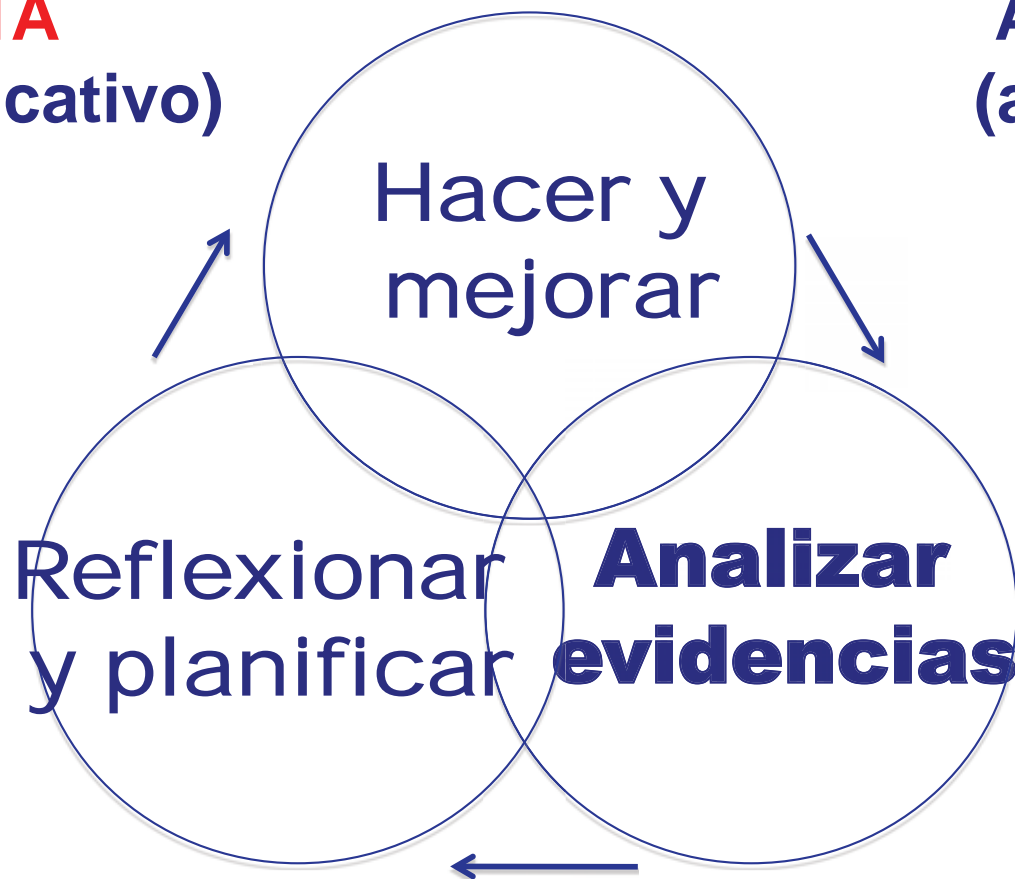 cativo)
Hacer y
mejorar
Reflexionar
y planificar
Analizar
evidencias